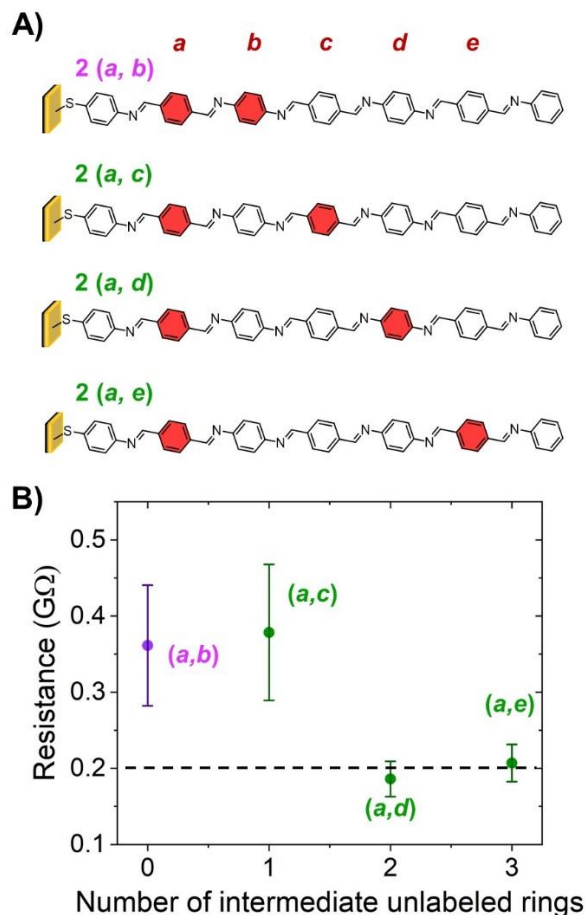 A)
a b c d e
2 (a, b)
S N N N N N N
2 (a, c)
S N N N N N N
2 (a, d)
S N N N N N N
2 (a, e)
S N N N N N N
B)
Resistance (GΩ)
0.5
0.4
0.3
0.2
0.1
(a,b)
(a,c)
(a,d)
(a,e)
0 1 2 3
Number of intermediate unlabeled rings